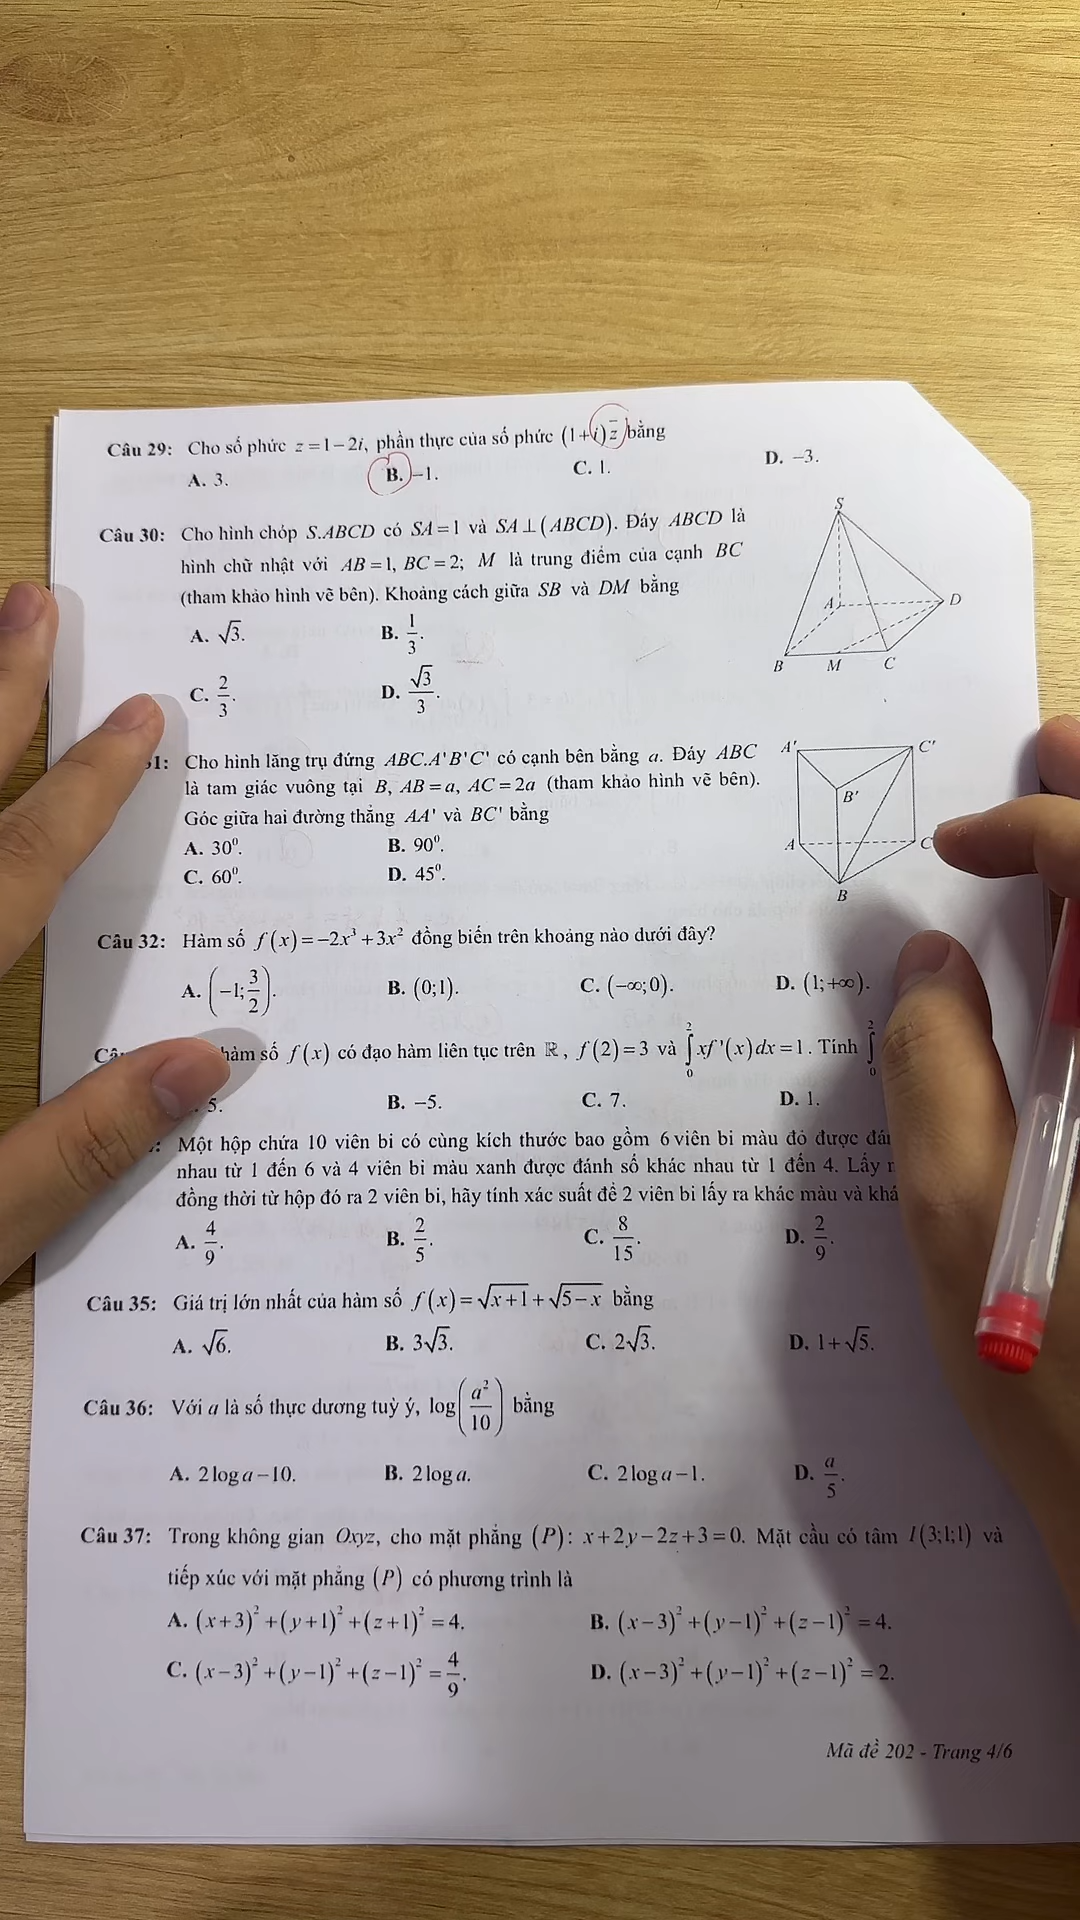 Câu 29: Cho số phức z = 1 − 2i, phần thực của số phức (1+i)z̄ bằng
A. 3. B. −1. C. 1. D. −3.
Câu 30: Cho hình chóp S.ABCD có SA = 1 và SA ⊥ (ABCD). Đáy ABCD là
hình chữ nhật với AB = 1, BC = 2; M là trung điểm của cạnh BC
(tham khảo hình vẽ bên). Khoảng cách giữa SB và DM bằng
A. √3. B. 1/3.
C. 2/3. D. √3/3.
S
A D
B M C
31: Cho hình lăng trụ đứng ABC.A'B'C' có cạnh bên bằng a. Đáy ABC
là tam giác vuông tại B, AB = a, AC = 2a (tham khảo hình vẽ bên).
Góc giữa hai đường thẳng AA' và BC' bằng
A. 30⁰. B. 90⁰.
C. 60⁰. D. 45⁰.
A' C'
B'
A C
B
Câu 32: Hàm số f(x) = −2x³ + 3x² đồng biến trên khoảng nào dưới đây?
A. (−1; 3/2). B. (0;1). C. (−∞;0). D. (1;+∞).
hàm số f(x) có đạo hàm liên tục trên ℝ, f(2) = 3 và ∫₀² xf'(x)dx = 1. Tính ∫₀²
5. B. −5. C. 7. D. 1.
Một hộp chứa 10 viên bi có cùng kích thước bao gồm 6 viên bi màu đỏ được
nhau từ 1 đến 6 và 4 viên bi màu xanh được đánh số khác nhau từ 1 đến 4. Lấy
đồng thời từ hộp đó ra 2 viên bi, hãy tính xác suất để 2 viên bi lấy ra khác màu và
A. 4/9. B. 2/5. C. 8/15. D. 2/9.
Câu 35: Giá trị lớn nhất của hàm số f(x) = √(x+1) + √(5−x) bằng
A. √6. B. 3√3. C. 2√3. D. 1+√5.
Câu 36: Với a là số thực dương tuỳ ý, log(a²/10) bằng
A. 2 log a − 10. B. 2 log a. C. 2 log a − 1. D. a/5.
Câu 37: Trong không gian Oxyz, cho mặt phẳng (P): x + 2y − 2z + 3 = 0. Mặt cầu có tâm I(3;1;1) và
tiếp xúc với mặt phẳng (P) có phương trình là
A. (x+3)² + (y+1)² + (z+1)² = 4. B. (x−3)² + (y−1)² + (z−1)² = 4.
C. (x−3)² + (y−1)² + (z−1)² = 4/9. D. (x−3)² + (y−1)² + (z−1)² = 2.
Mã đề 202 - Trang 4/6